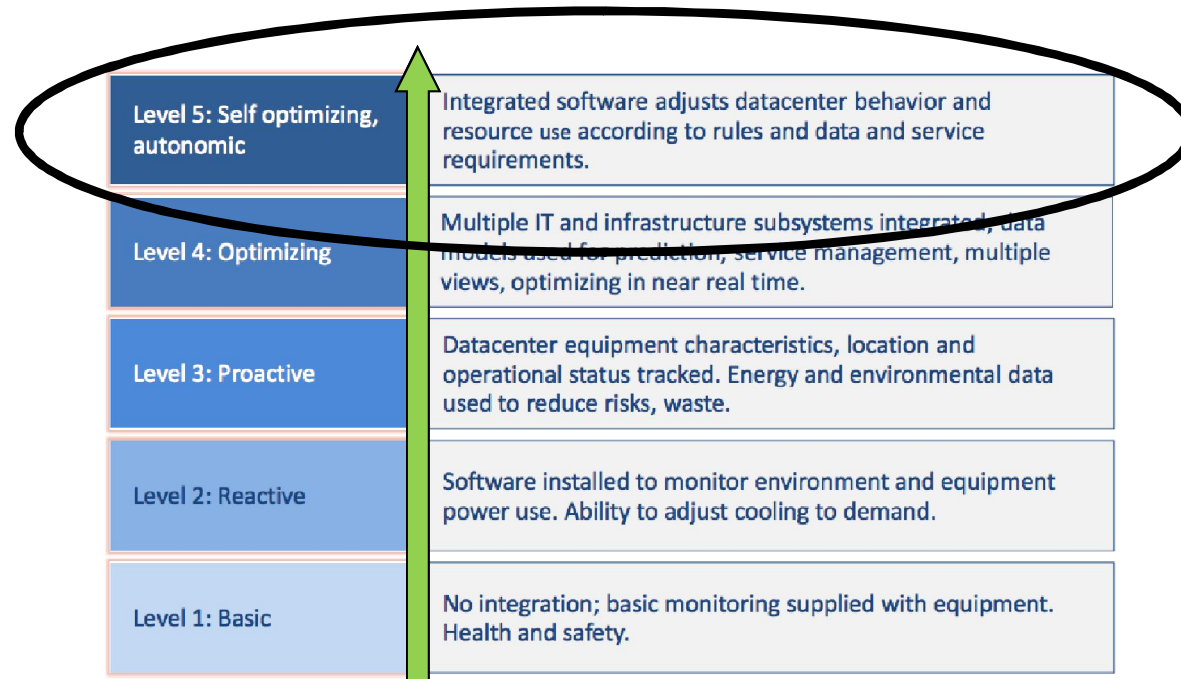 Level 5: Self optimizing,
autonomic
Integrated software adjusts datacenter behavior and
resource use according to rules and data and service
requirements.
Level 4: Optimizing
Multiple IT and infrastructure subsystems integrated; data
models used for prediction, service management, multiple
views, optimizing in near real time.
Level 3: Proactive
Datacenter equipment characteristics, location and
operational status tracked. Energy and environmental data
used to reduce risks, waste.
Level 2: Reactive
Software installed to monitor environment and equipment
power use. Ability to adjust cooling to demand.
Level 1: Basic
No integration; basic monitoring supplied with equipment.
Health and safety.